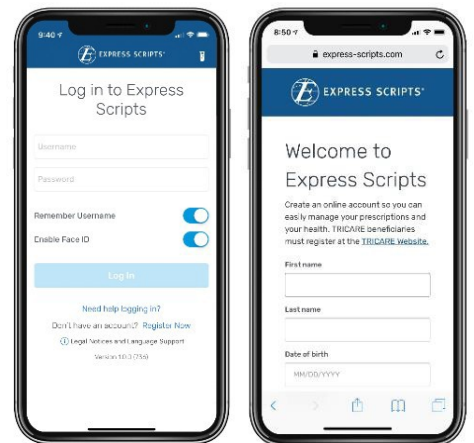 9:40
EXPRESS SCRIPTS®
Log in to Express
Scripts
Username
Password
Remember Username
Enable Face ID
Log In
Need help logging in?
Don't have an account? Register Now
Legal Notices and Language Support
8:50
express-scripts.com
EXPRESS SCRIPTS®
Welcome to
Express Scripts
Create an online account so you can
easily manage your prescriptions and
your health. TRICARE beneficiaries
must register at the TRICARE Website.
First name
Last name
Date of birth
MM/DD/YYYY